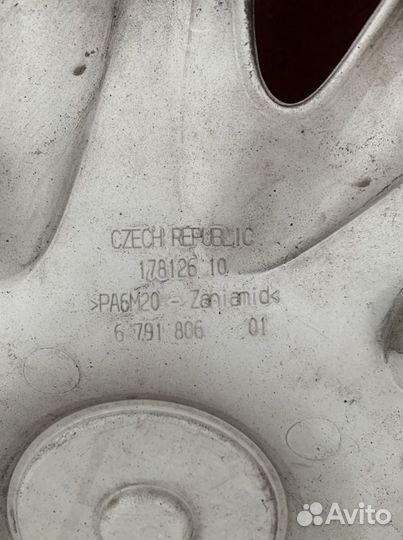 CZECH REPUBLIC
178126 10
>PA6M20 - Zaniamid<
6 791 806 01
Avito